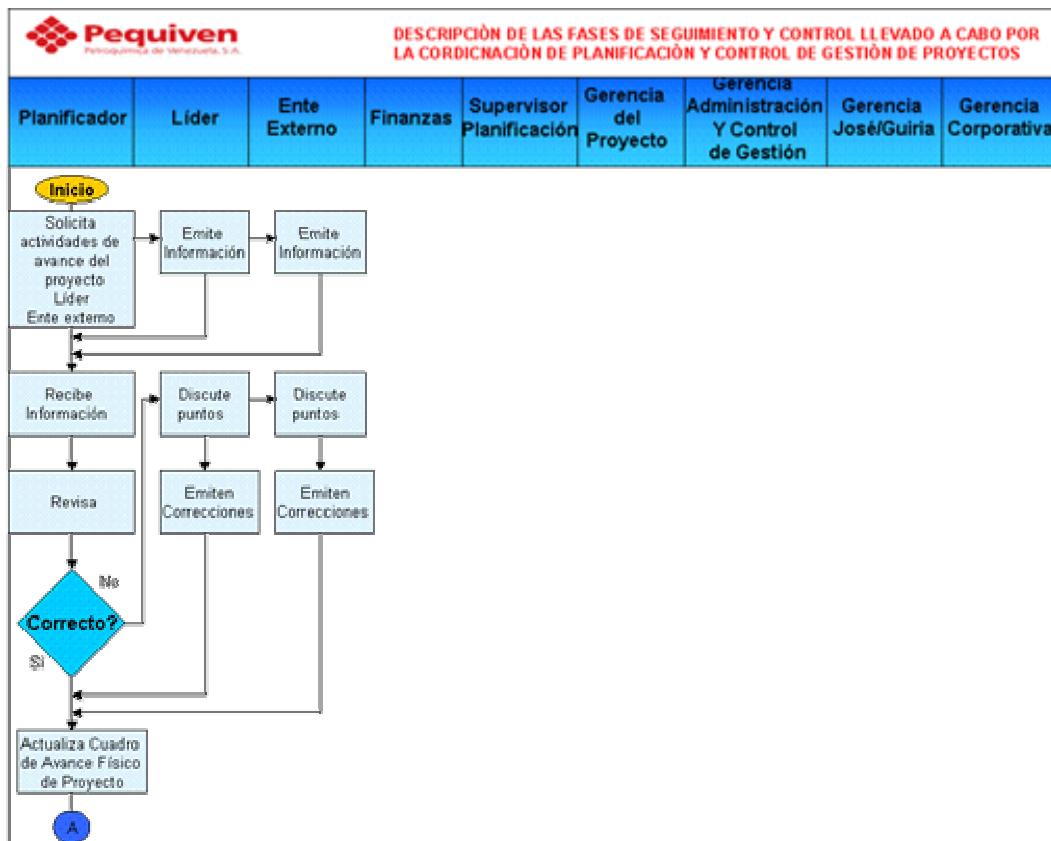 Pequiven
Petroquímica de Venezuela, S.A.
DESCRIPCIÒN DE LAS FASES DE SEGUIMIENTO Y CONTROL LLEVADO A CABO POR
LA CORDICNACIÒN DE PLANIFICACIÒN Y CONTROL DE GESTIÒN DE PROYECTOS
Planificador
Líder
Ente
Externo
Finanzas
Supervisor
Planificación
Gerencia
del
Proyecto
Gerencia
Administración
Y Control
de Gestión
Gerencia
José/Guiria
Gerencia
Corporativa
Inicio
Solicita
actividades de
avance del
proyecto
Líder
Ente externo
Emite
Información
Emite
Información
Recibe
Información
Discute
puntos
Discute
puntos
Revisa
Emiten
Correcciones
Emiten
Correcciones
No
Correcto?
Si
Actualiza Cuadro
de Avance Físico
de Proyecto
A